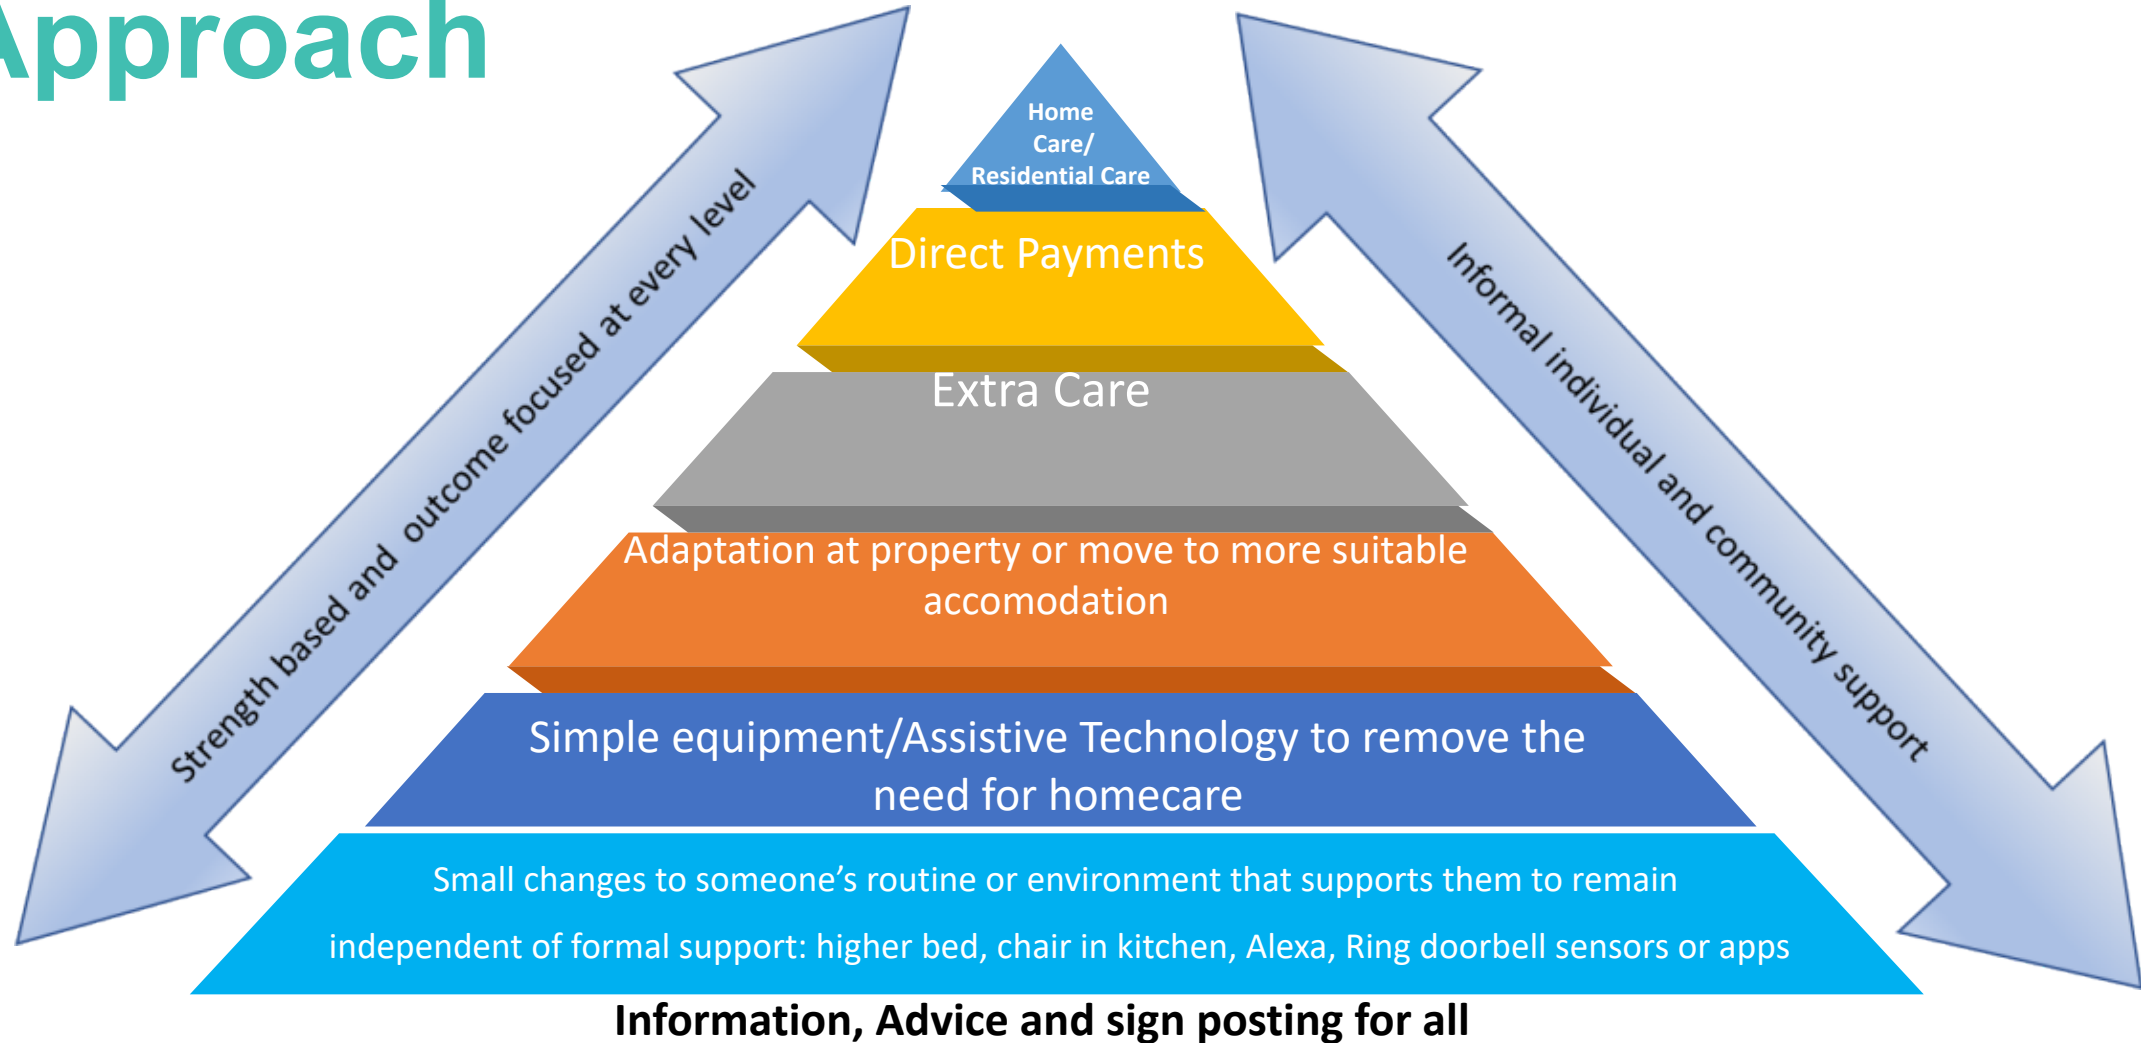 Approach
Home
Care/
Residential Care
Direct Payments
Extra Care
Adaptation at property or move to more suitable
accomodation
Simple equipment/Assistive Technology to remove the
need for homecare
Small changes to someone’s routine or environment that supports them to remain
independent of formal support: higher bed, chair in kitchen, Alexa, Ring doorbell sensors or apps
Information, Advice and sign posting for all
Strength based and outcome focused at every level
Informal individual and community support